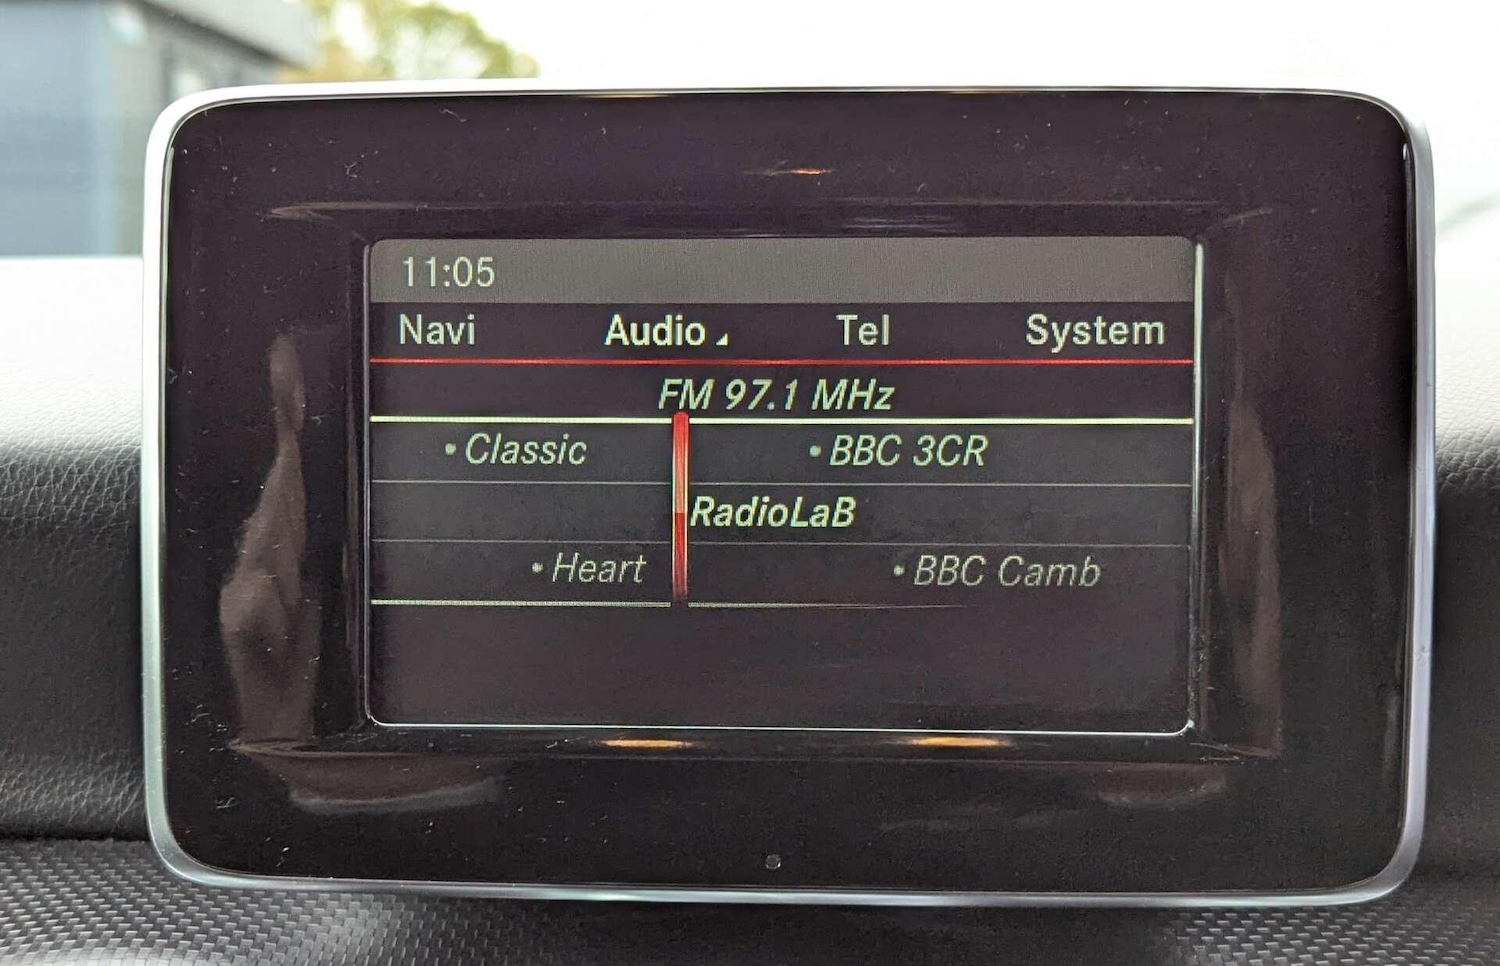 11:05
Navi Audio Tel System
FM 97.1 MHz
• Classic • BBC 3CR
RadioLaB
• Heart • BBC Camb